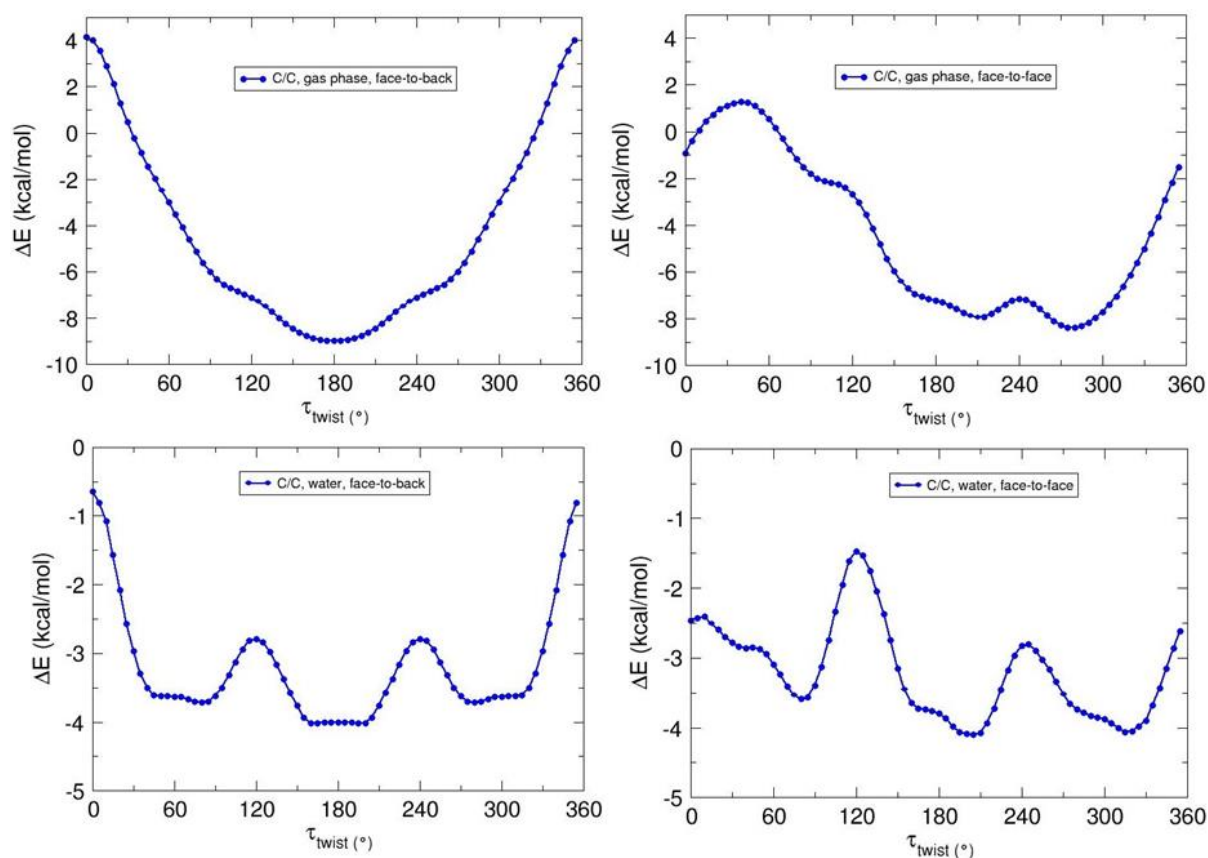 4
2
0
-2
-4
-6
-8
-10
ΔE (kcal/mol)
C/C, gas phase, face-to-back
0 60 120 180 240 300 360
τtwist (°)
4
2
0
-2
-4
-6
-8
-10
ΔE (kcal/mol)
C/C, gas phase, face-to-face
0 60 120 180 240 300 360
τtwist (°)
0
-1
-2
-3
-4
-5
ΔE (kcal/mol)
C/C, water, face-to-back
0 60 120 180 240 300 360
τtwist (°)
0
-1
-2
-3
-4
-5
ΔE (kcal/mol)
C/C, water, face-to-face
0 60 120 180 240 300 360
τtwist (°)